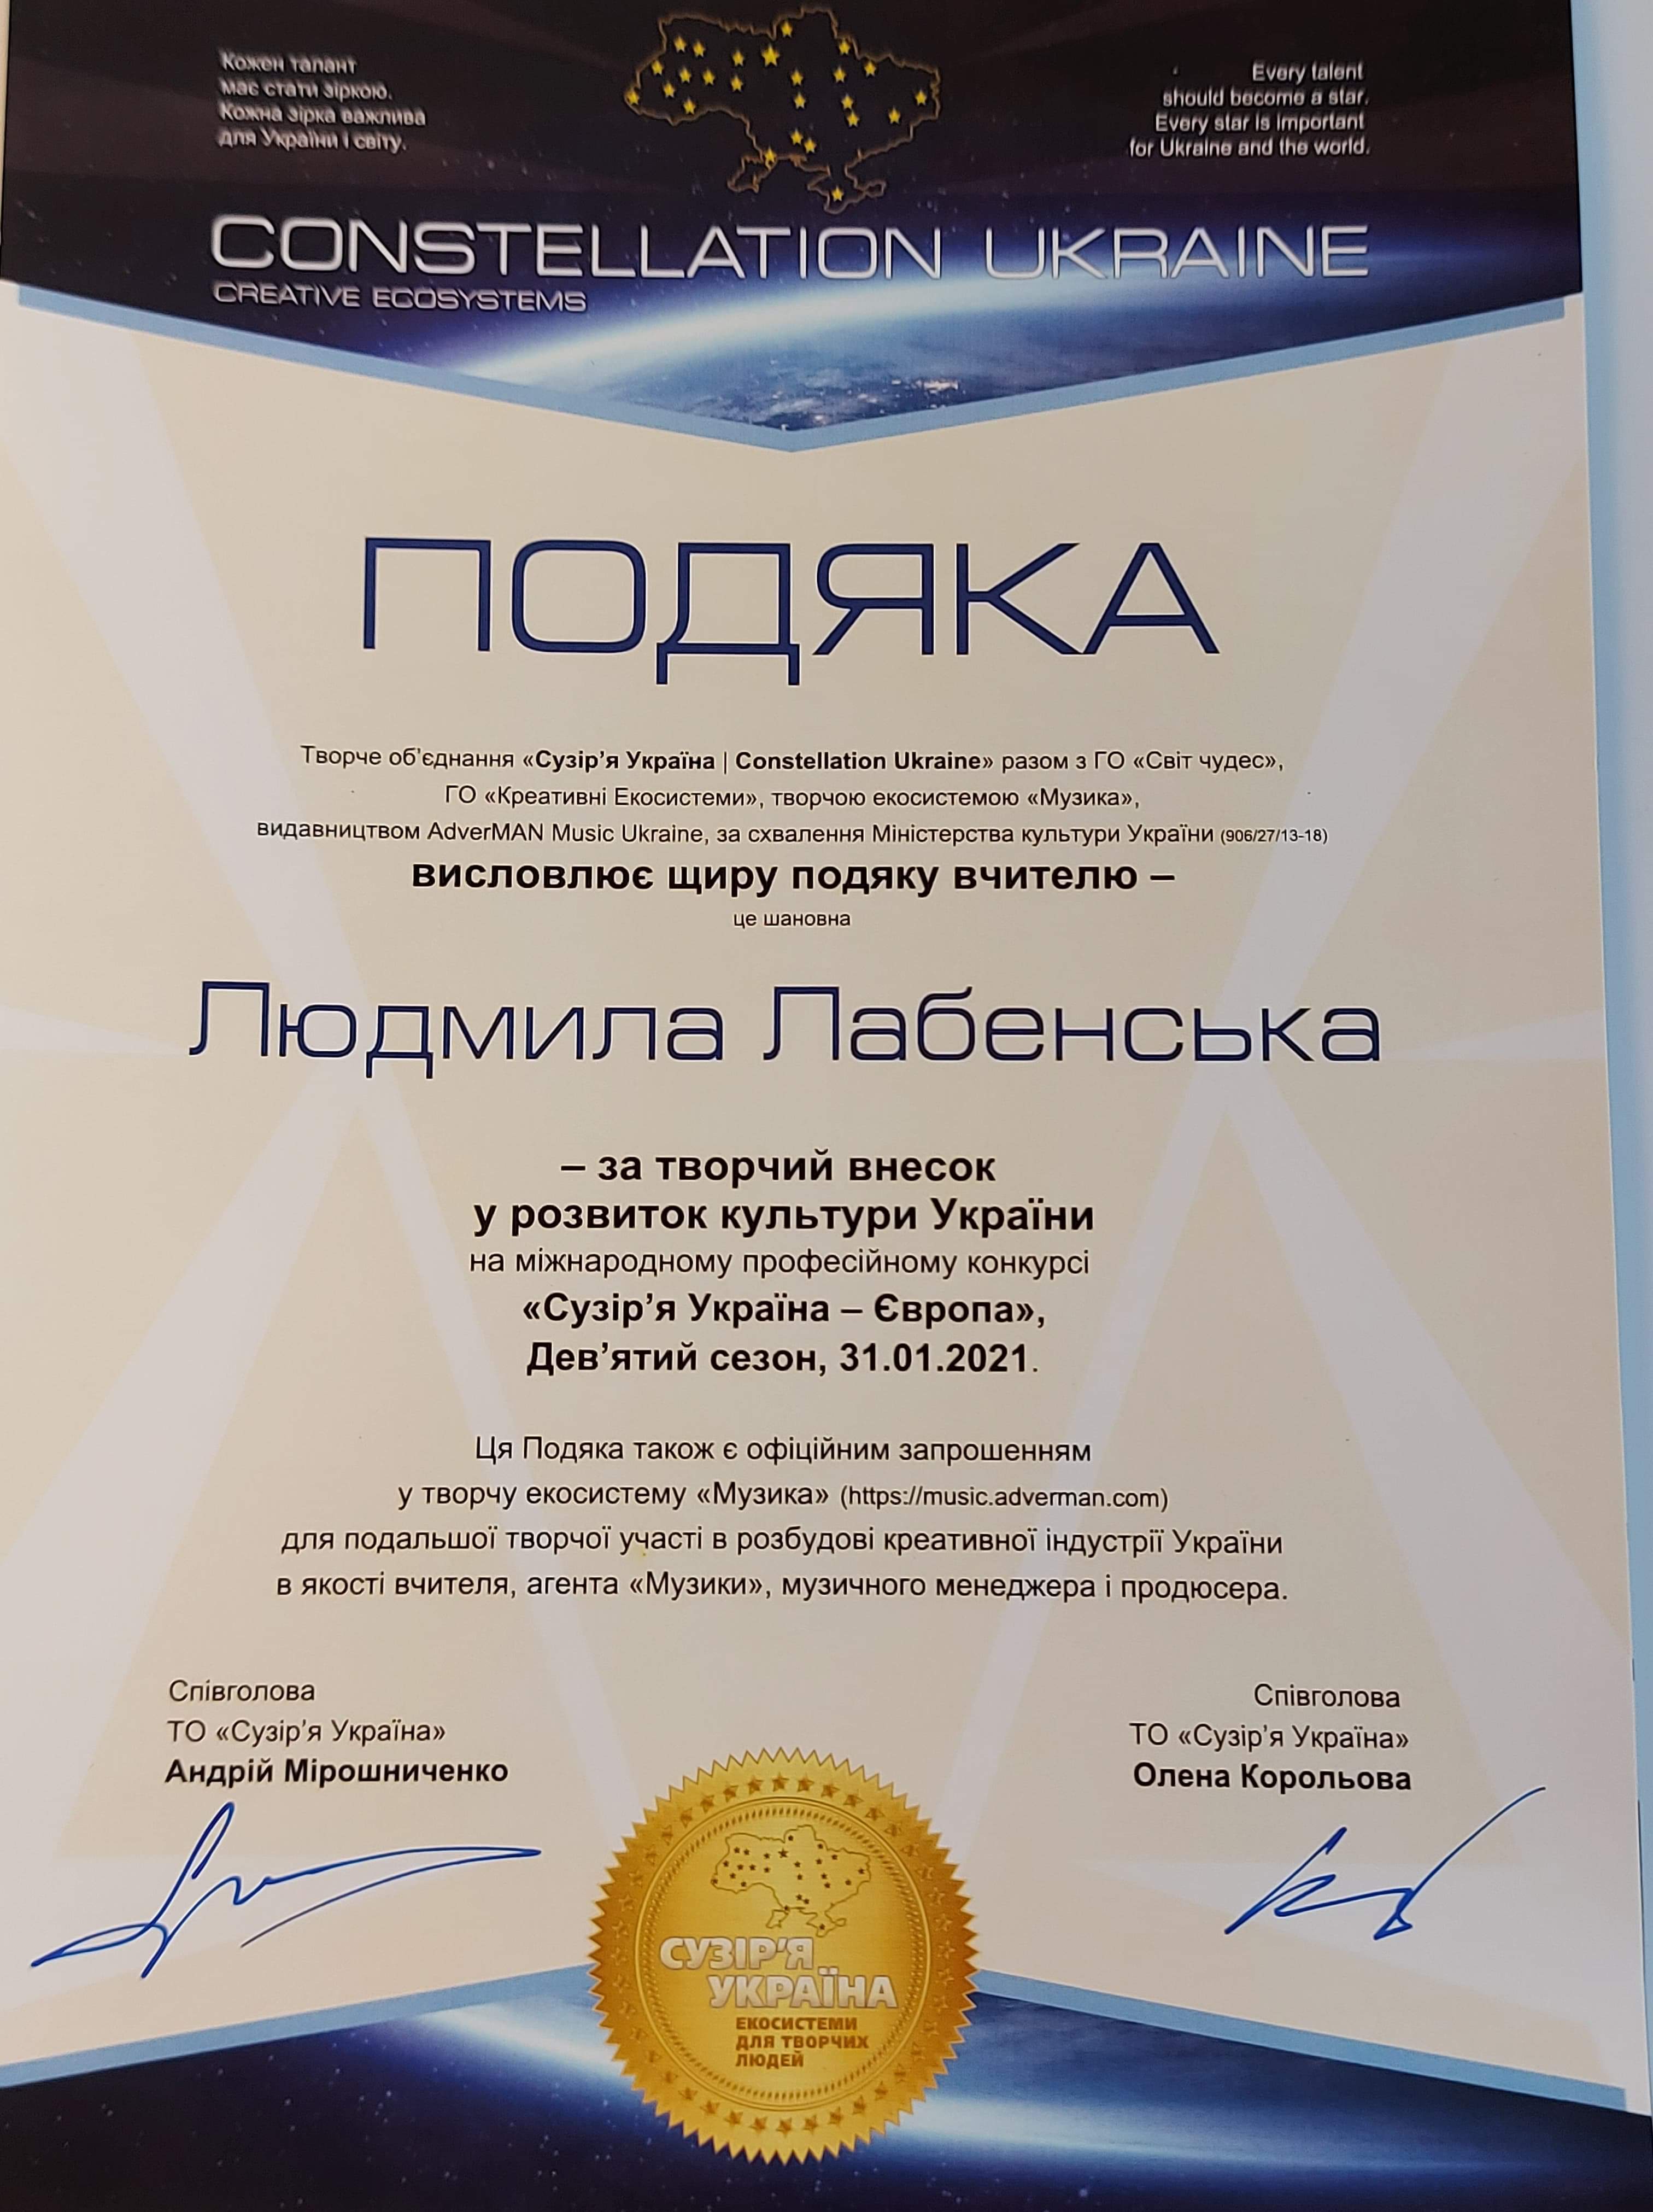 Кожен талант
має стати зіркою.
Кожна зірка важлива
для України і світу.
Every talent
should become a star.
Every star is important
for Ukraine and the world.
CONSTELLATION UKRAINE
CREATIVE ECOSYSTEMS
ПОДЯКА
Творче об'єднання «Сузір'я Україна | Constellation Ukraine» разом з ГО «Світ чудес»,
ГО «Креативні Екосистеми», творчою екосистемою «Музика»,
видавництвом AdverMAN Music Ukraine, за схвалення Міністерства культури України (906/27/13-18)
висловлює щиру подяку вчителю –
це шановна
Людмила Лабенська
– за творчий внесок
у розвиток культури України
на міжнародному професійному конкурсі
«Сузір'я Україна – Європа»,
Дев'ятий сезон, 31.01.2021.
Ця Подяка також є офіційним запрошенням
у творчу екосистему «Музика» (https://music.adverman.com)
для подальшої творчої участі в розбудові креативної індустрії України
в якості вчителя, агента «Музики», музичного менеджера і продюсера.
Співголова
ТО «Сузір'я Україна»
Андрій Мірошниченко
Співголова
ТО «Сузір'я Україна»
Олена Корольова
СУЗІР'Я
УКРАЇНА
ЕКОСИСТЕМИ
ДЛЯ ТВОРЧИХ
ЛЮДЕЙ